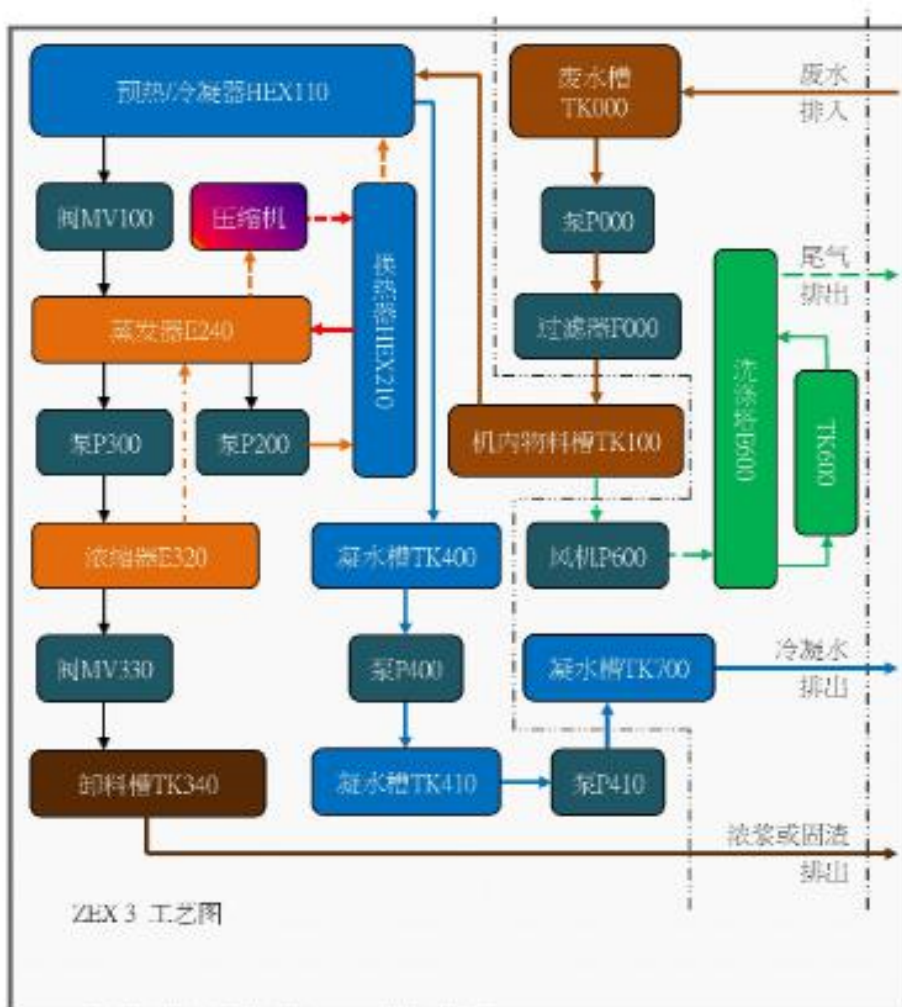 预热/冷凝器HEX110
废水槽
TK000
废水
排入
阀MV100
压缩机
泵P000
换热器HEX210
洗涤塔E600
尾气
排出
蒸发器E240
过滤器F000
TK600
泵P300
泵P200
机内物料槽TK100
浓缩器E320
凝水槽TK400
风机P600
阀MV330
泵P400
凝水槽TK700
冷凝水
排出
卸料槽TK340
凝水槽TK410
泵P410
浓浆或固渣
排出
ZEX 3 工艺图